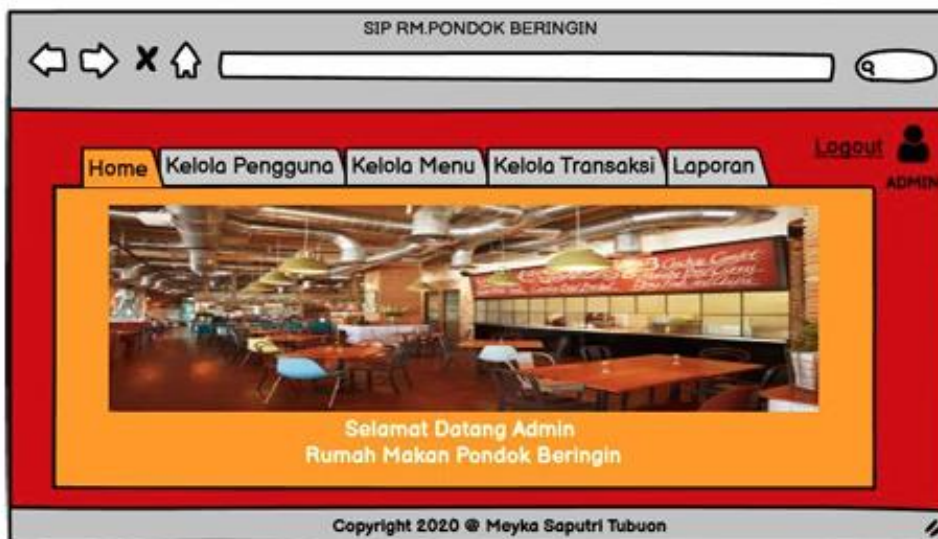 SIP RM.PONDOK BERINGIN
Logout
ADMIN
Home Kelola Pengguna Kelola Menu Kelola Transaksi Laporan
Selamat Datang Admin
Rumah Makan Pondok Beringin
Copyright 2020 @ Meyka Saputri Tubuon